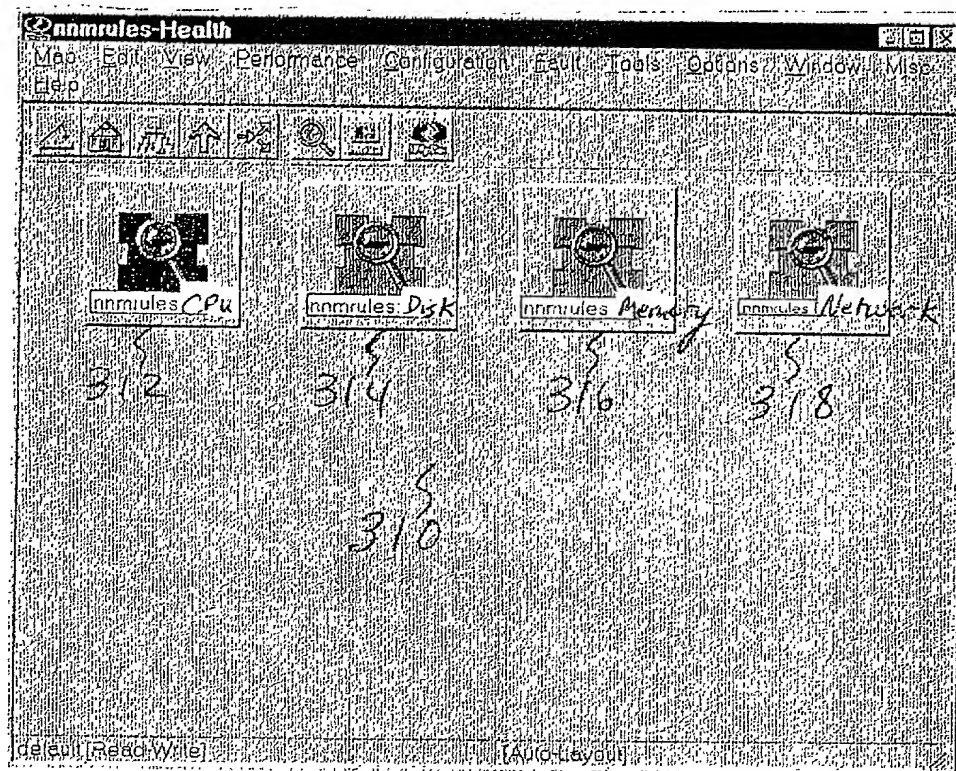 nnmrules-Health
Map Edit View Performance Configuration Fault Tools Options Window Misc
Help
nnmrules: CPU nnmrules: Disk nnmrules: Memory nnmrules: Network
312 314 316 318
310
default [Read-Write] [Auto-Layout]